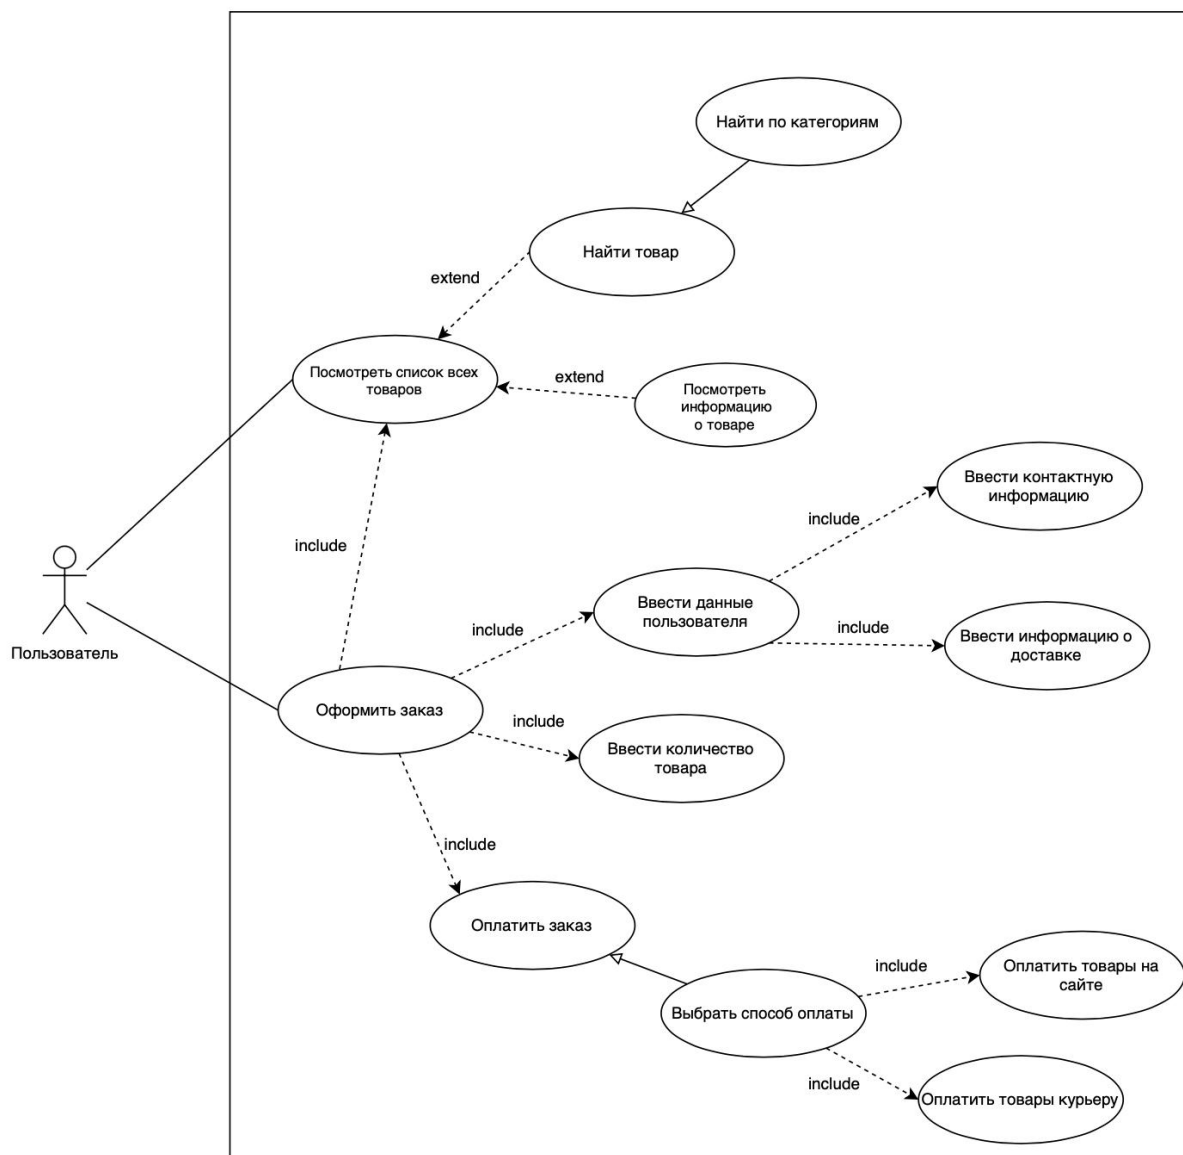 Найти по категориям
Найти товар
extend
Посмотреть список всех
товаров
extend
Посмотреть
информацию
о товаре
Ввести контактную
информацию
include
include
Ввести данные
пользователя
include
include
Ввести информацию о
доставке
Пользователь
Оформить заказ
include
Ввести количество
товара
include
Оплатить заказ
include
Оплатить товары на
сайте
Выбрать способ оплаты
include
Оплатить товары курьеру